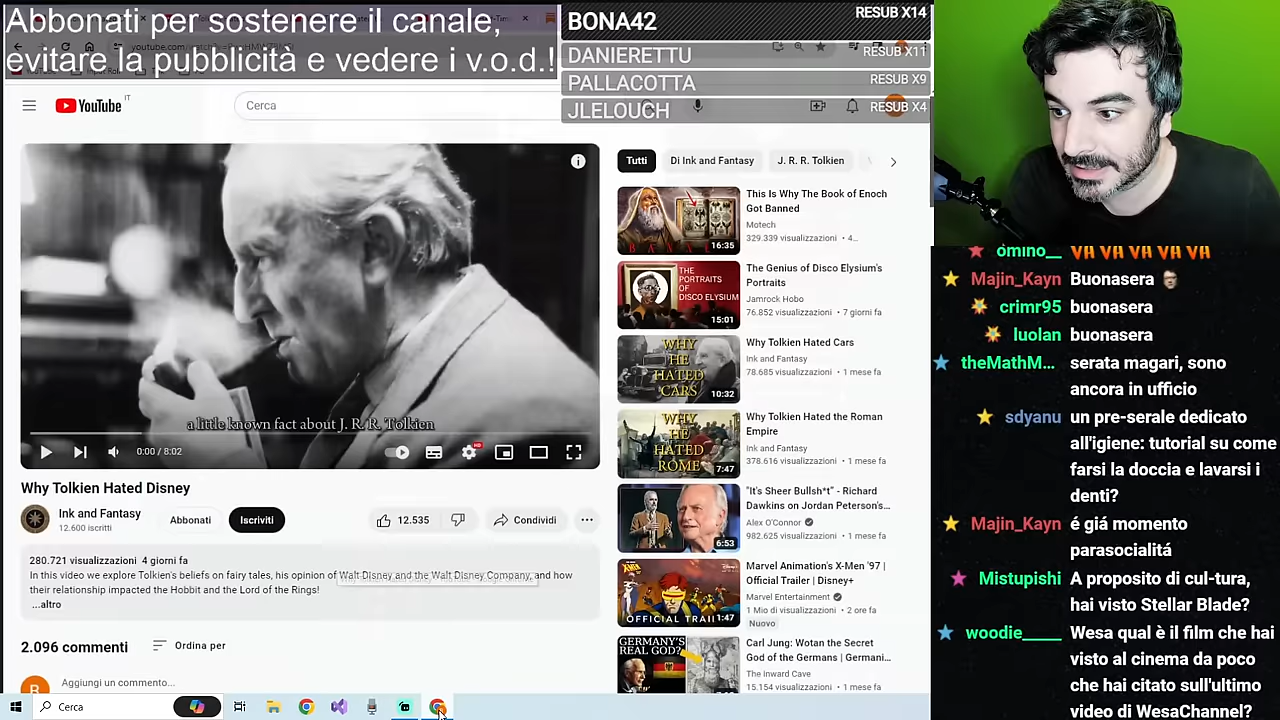 Abbonati per sostenere il canale,
evitare la pubblicità e vedere i v.o.d.!
BONA42 RESUB X14
DANIERETTU RESUB X11
PALLACOTTA RESUB X9
JLELOUCH RESUB X4
YouTube IT
Cerca
a little known fact about J. R. R. Tolkien
0:00 / 8:02
HD
Why Tolkien Hated Disney
Ink and Fantasy
12.600 iscritti
Abbonati
Iscriviti
12.535
Condividi
280.721 visualizzazioni 4 giorni fa
In this video we explore Tolkien's beliefs on fairy tales, his opinion of Walt Disney and the Walt Disney Company, and how
their relationship impacted the Hobbit and the Lord of the Rings!
...altro
2.096 commenti
Ordina per
Aggiungi un commento...
Tutti
Di Ink and Fantasy
J. R. R. Tolkien
16:35
This Is Why The Book of Enoch
Got Banned
Motech
329.339 visualizzazioni • 4...
THE
PORTRAITS
OF
DISCO ELYSIUM
15:01
The Genius of Disco Elysium's
Portraits
Jamrock Hobo
76.852 visualizzazioni • 7 giorni fa
WHY
HE
HATED
CARS
10:32
Why Tolkien Hated Cars
Ink and Fantasy
78.685 visualizzazioni • 1 mese fa
WHY
HE
HATED
ROME
7:47
Why Tolkien Hated the Roman
Empire
Ink and Fantasy
378.616 visualizzazioni • 1 mese fa
6:53
"It's Sheer Bullsh*t" - Richard
Dawkins on Jordan Peterson's...
Alex O'Connor
982.625 visualizzazioni • 1 mese fa
OFFICIAL TRAI
1:47
Marvel Animation's X-Men '97 |
Official Trailer | Disney+
Marvel Entertainment
1 Mio di visualizzazioni • 2 ore fa
Nuovo
GERMANY'S
REAL GOD?
Carl Jung: Wotan the Secret
God of the Germans | Germani...
The Inward Cave
15.154 visualizzazioni • 1 mese fa
Cerca
omino__ VA VA VA VA VA
Majin_Kayn Buonasera
crimr95 buonasera
luolan buonasera
theMathM... serata magari, sono
ancora in ufficio
sdyanu un pre-serale dedicato
all'igiene: tutorial su come
farsi la doccia e lavarsi i
denti?
Majin_Kayn é giá momento
parasocialitá
Mistupishi A proposito di cul-tura,
hai visto Stellar Blade?
woodie_____ Wesa qual è il film che hai
visto al cinema da poco
che hai citato sull'ultimo
video di WesaChannel?